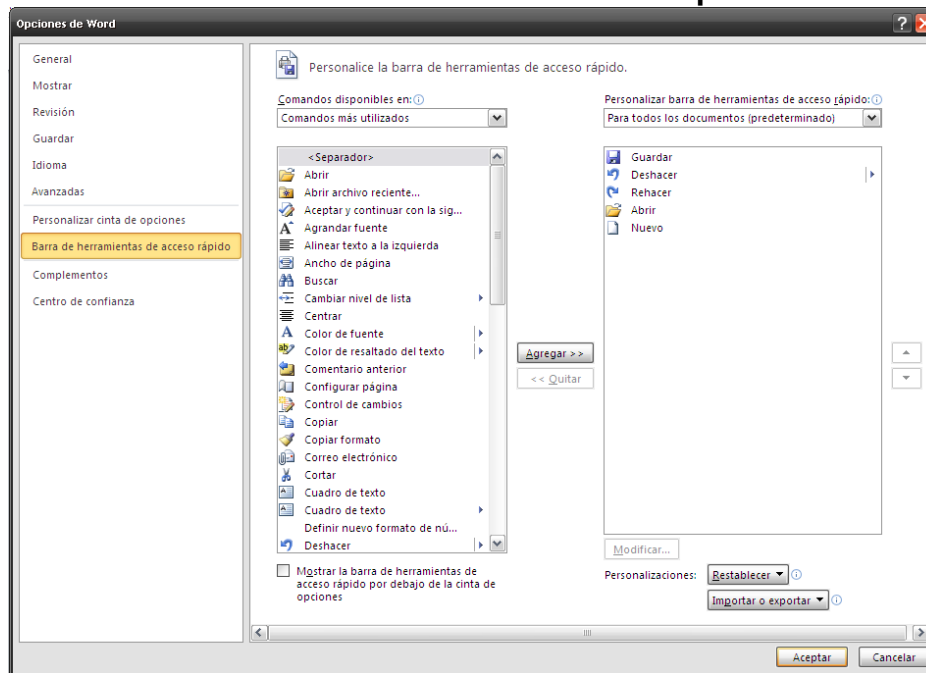 Opciones de Word
General
Mostrar
Revisión
Guardar
Idioma
Avanzadas
Personalizar cinta de opciones
Barra de herramientas de acceso rápido
Complementos
Centro de confianza
Personalice la barra de herramientas de acceso rápido.
Comandos disponibles en:
Comandos más utilizados
<Separador>
Abrir
Abrir archivo reciente...
Aceptar y continuar con la sig...
Agrandar fuente
Alinear texto a la izquierda
Ancho de página
Buscar
Cambiar nivel de lista
Centrar
Color de fuente
Color de resaltado del texto
Comentario anterior
Configurar página
Control de cambios
Copiar
Copiar formato
Correo electrónico
Cortar
Cuadro de texto
Cuadro de texto
Definir nuevo formato de nú...
Deshacer
Mostrar la barra de herramientas de
acceso rápido por debajo de la cinta de
opciones
Agregar >>
<< Quitar
Personalizar barra de herramientas de acceso rápido:
Para todos los documentos (predeterminado)
Guardar
Deshacer
Rehacer
Abrir
Nuevo
Modificar...
Personalizaciones: Restablecer
Importar o exportar
Aceptar Cancelar